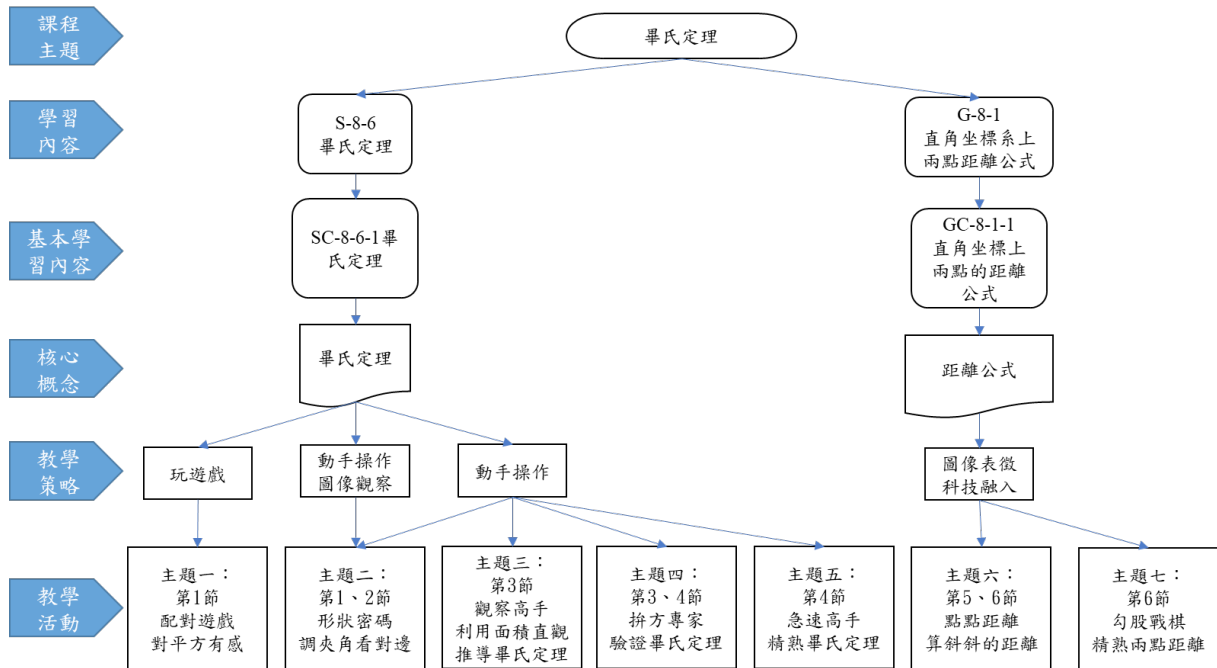 課程
主題
畢氏定理
學習
內容
S-8-6
畢氏定理
G-8-1
直角坐標系上
兩點距離公式
基本學
習內容
SC-8-6-1畢
氏定理
GC-8-1-1
直角坐標上
兩點的距離
公式
核心
概念
畢氏定理
距離公式
教學
策略
玩遊戲
動手操作
圖像觀察
動手操作
圖像表徵
科技融入
教學
活動
主題一：
第1節
配對遊戲
對平方有感
主題二：
第1、2節
形狀密碼
調夾角看對邊
主題三：
第3節
觀察高手
利用面積直觀
推導畢氏定理
主題四：
第3、4節
拚方專家
驗證畢氏定理
主題五：
第4節
急速高手
精熟畢氏定理
主題六：
第5、6節
點點距離
算斜斜的距離
主題七：
第6節
勾股戰棋
精熟兩點距離